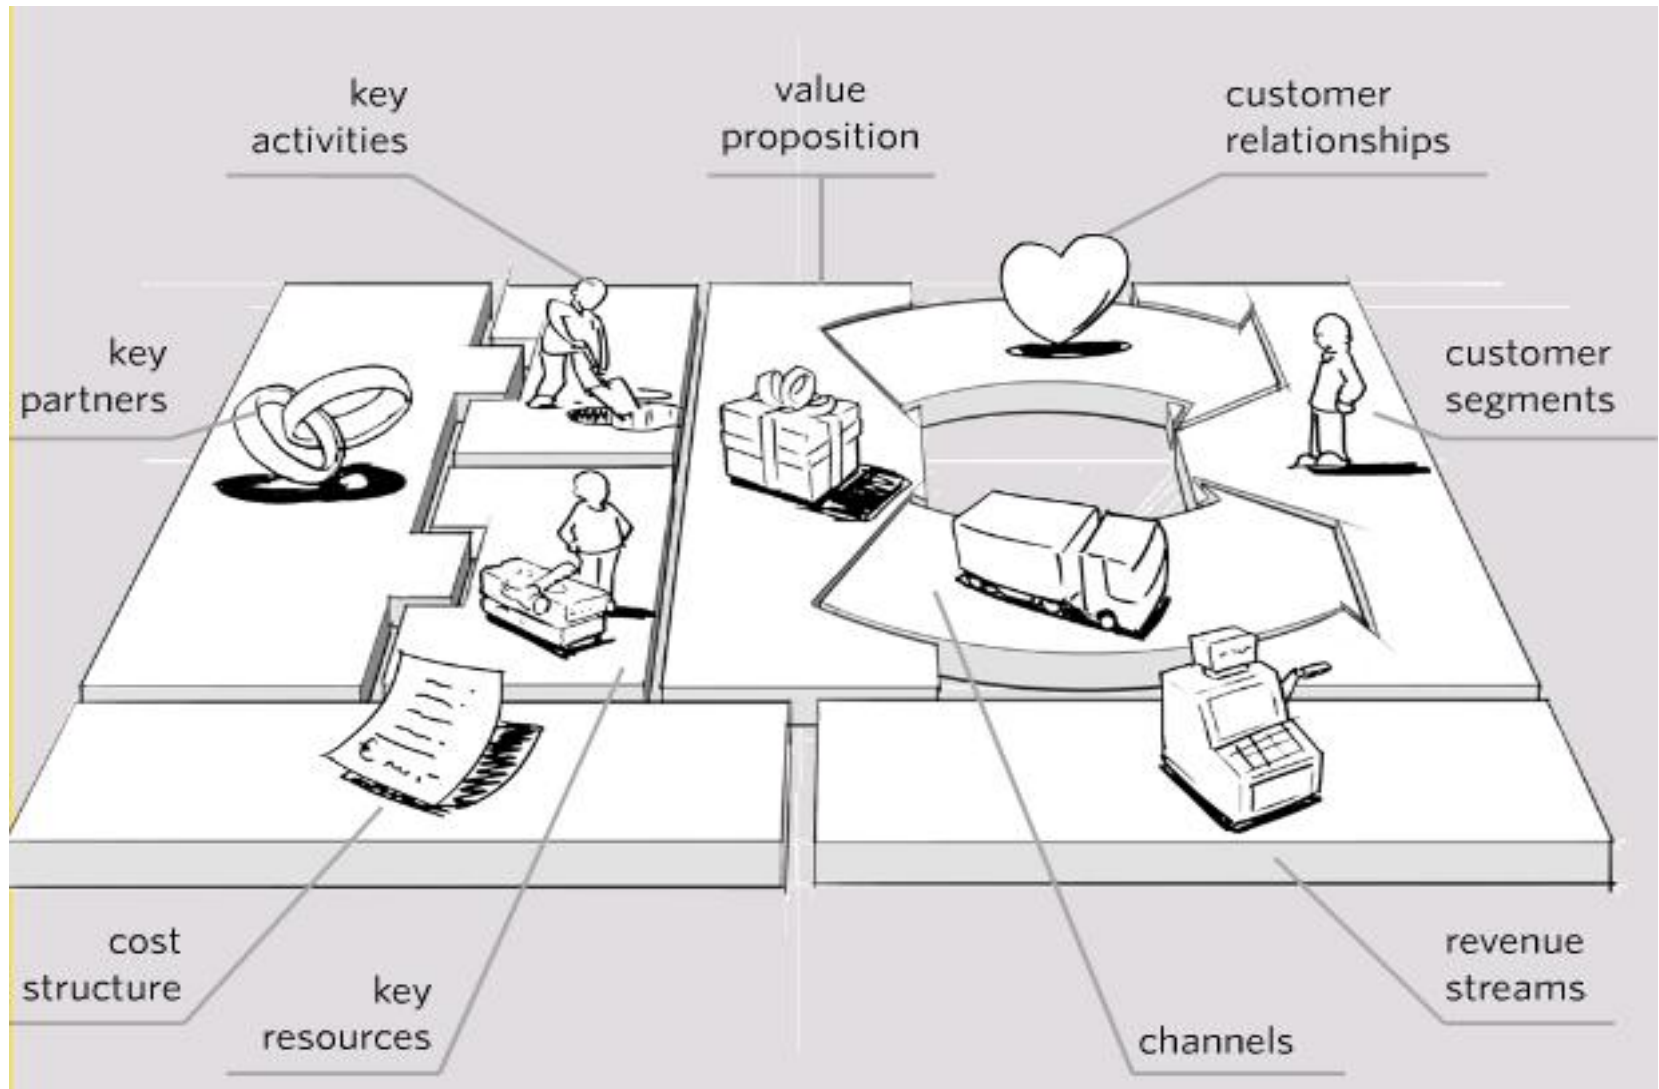 key
activities
value
proposition
customer
relationships
key
partners
customer
segments
cost
structure
key
resources
channels
revenue
streams